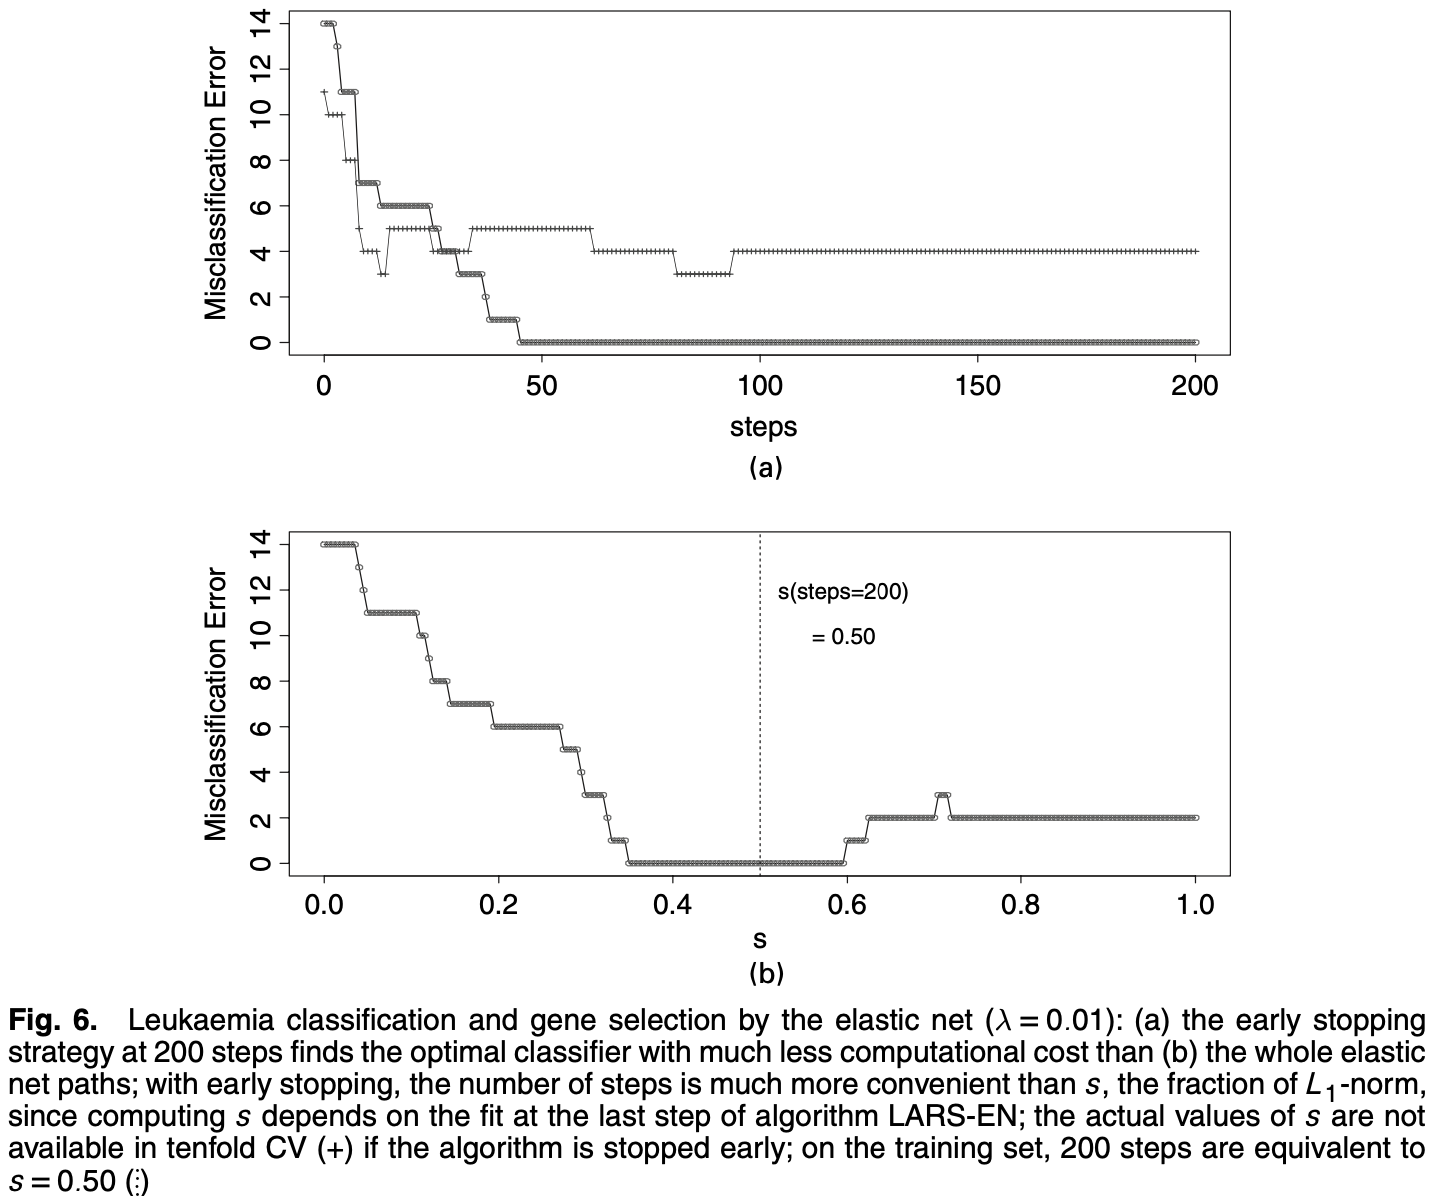 14
12
10
8
6
4
2
0
Misclassification Error
0 50 100 150 200
steps
(a)
14
12
10
8
6
4
2
0
Misclassification Error
s(steps=200)
= 0.50
0.0 0.2 0.4 0.6 0.8 1.0
s
(b)
Fig. 6. Leukaemia classification and gene selection by the elastic net (λ = 0.01): (a) the early stopping
strategy at 200 steps finds the optimal classifier with much less computational cost than (b) the whole elastic
net paths; with early stopping, the number of steps is much more convenient than s, the fraction of L₁-norm,
since computing s depends on the fit at the last step of algorithm LARS-EN; the actual values of s are not
available in tenfold CV (+) if the algorithm is stopped early; on the training set, 200 steps are equivalent to
s = 0.50 (⋮)